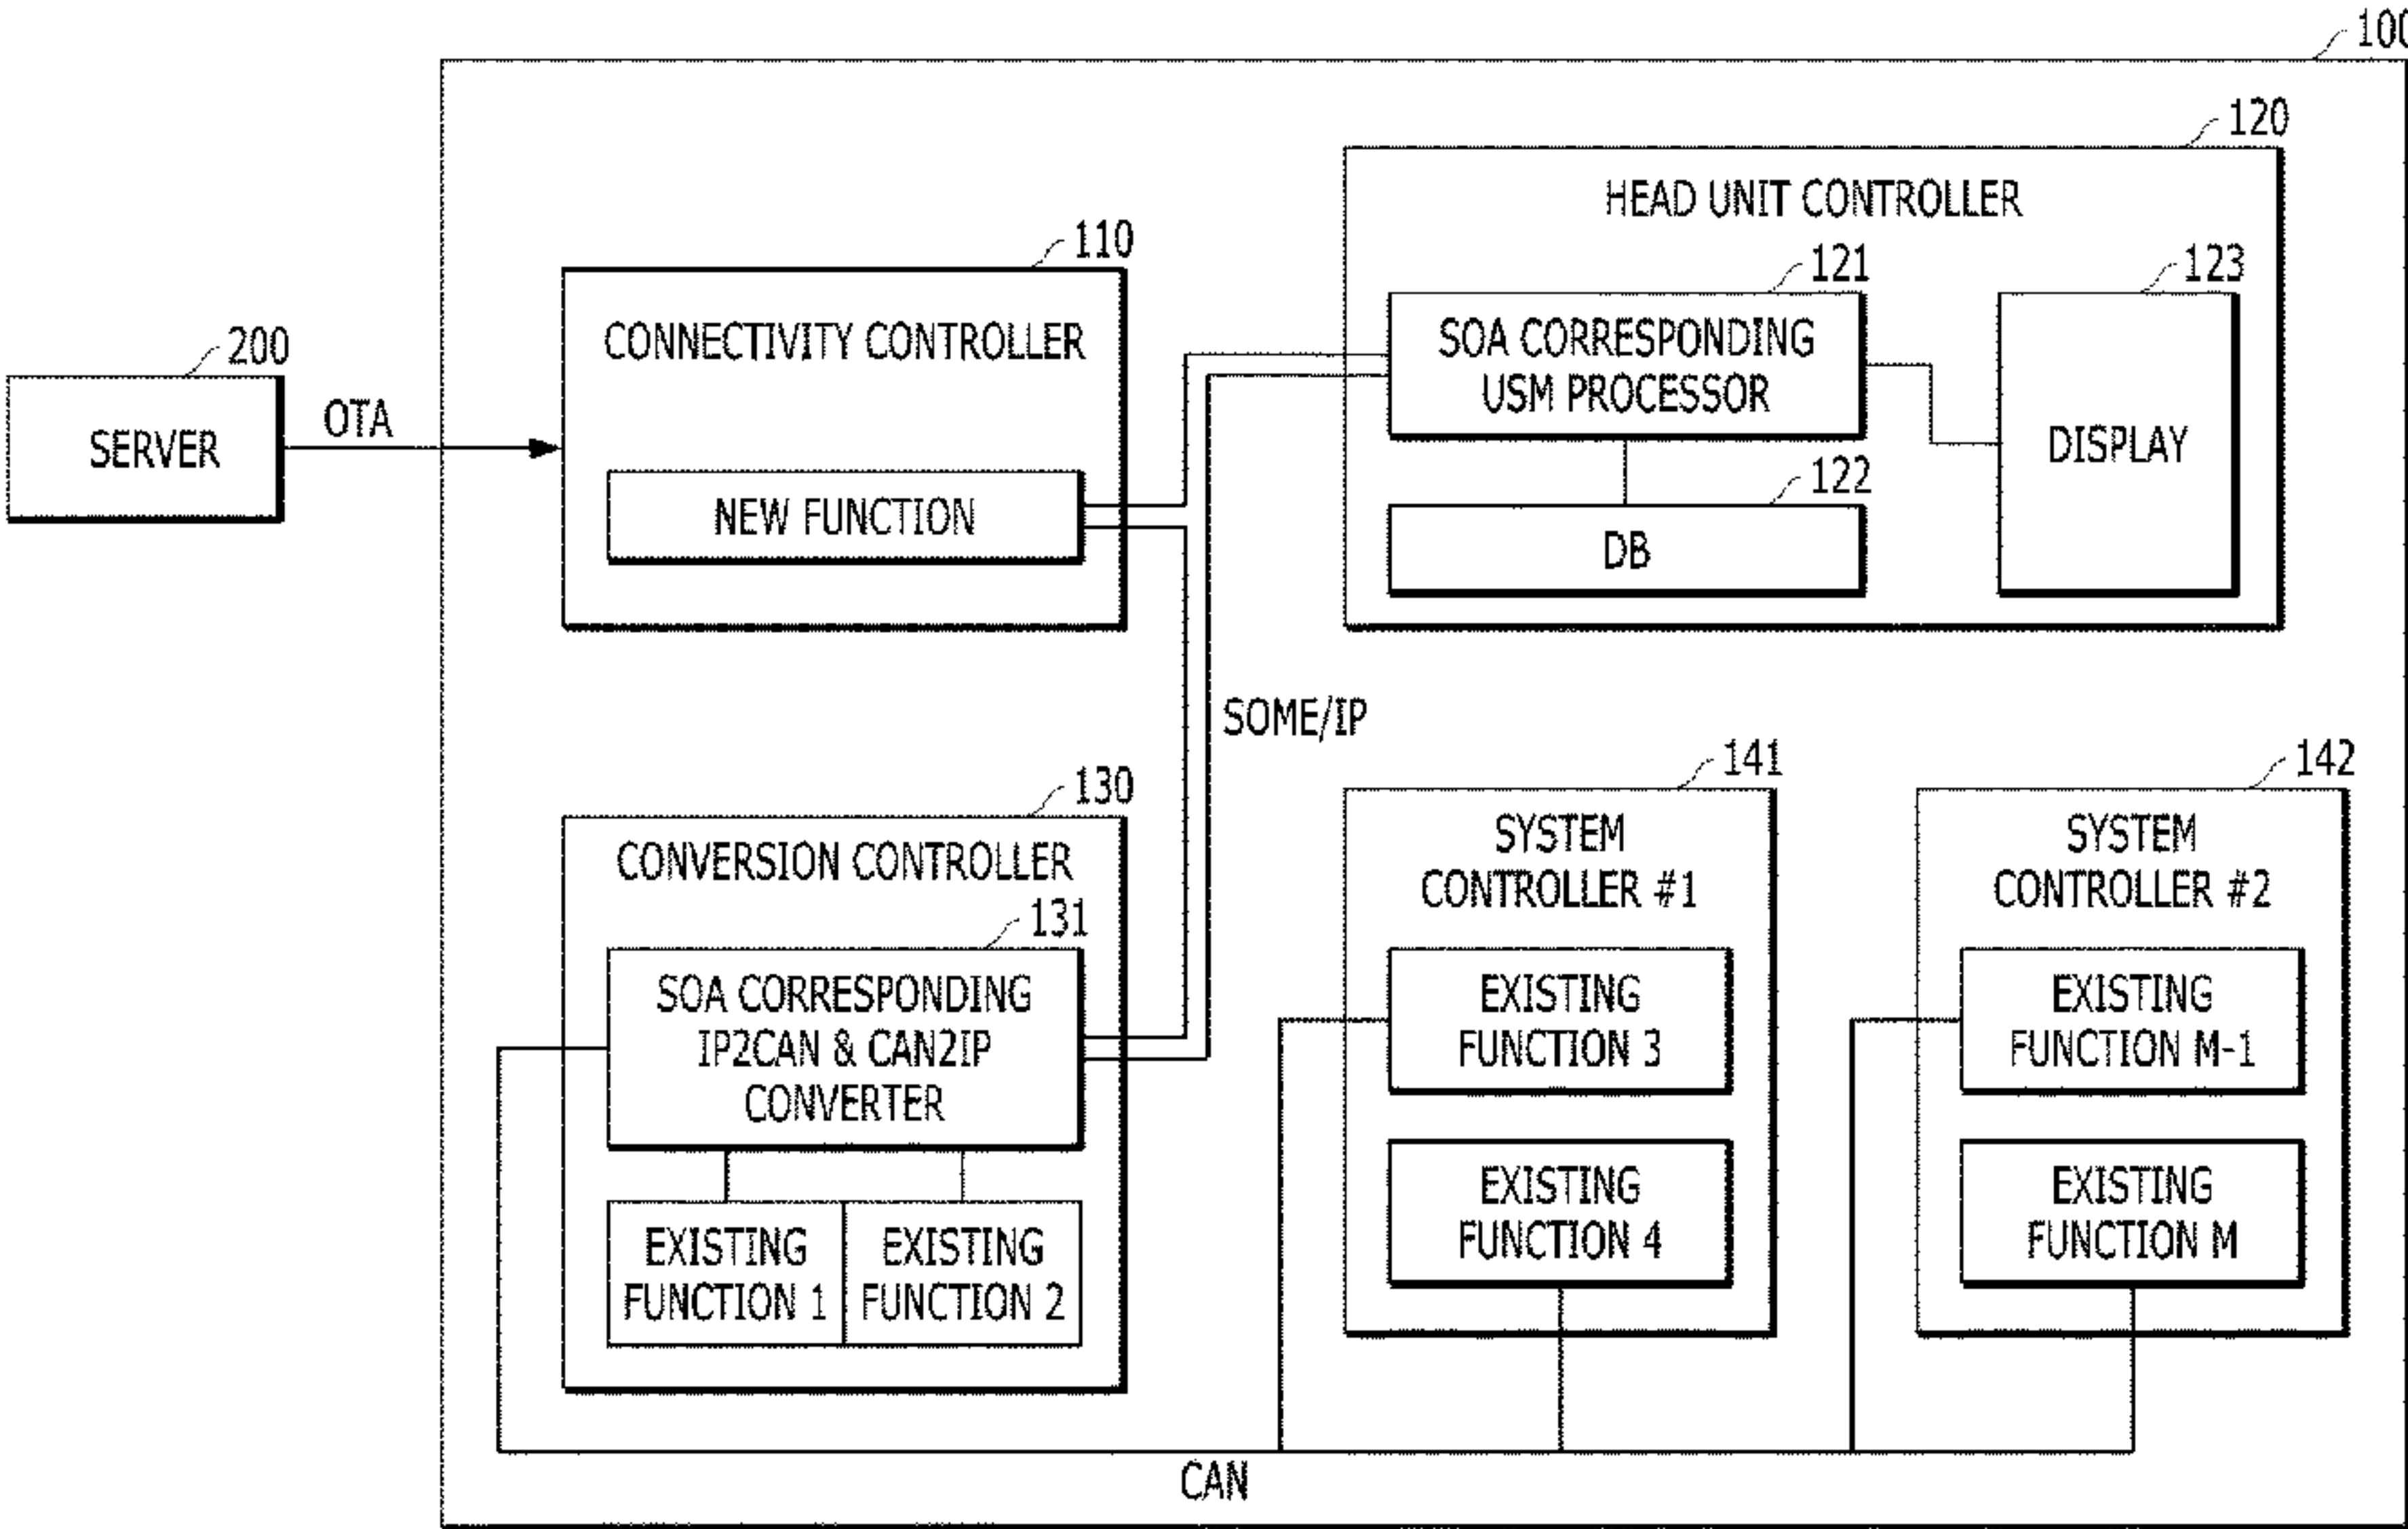 100
120
HEAD UNIT CONTROLLER
110
CONNECTIVITY CONTROLLER
NEW FUNCTION
121
SOA CORRESPONDING
USM PROCESSOR
123
DISPLAY
122
DB
200
SERVER
OTA
SOME/IP
130
CONVERSION CONTROLLER
131
SOA CORRESPONDING
IP2CAN & CAN2IP
CONVERTER
EXISTING
FUNCTION 1
EXISTING
FUNCTION 2
141
SYSTEM
CONTROLLER #1
EXISTING
FUNCTION 3
EXISTING
FUNCTION 4
142
SYSTEM
CONTROLLER #2
EXISTING
FUNCTION M-1
EXISTING
FUNCTION M
CAN